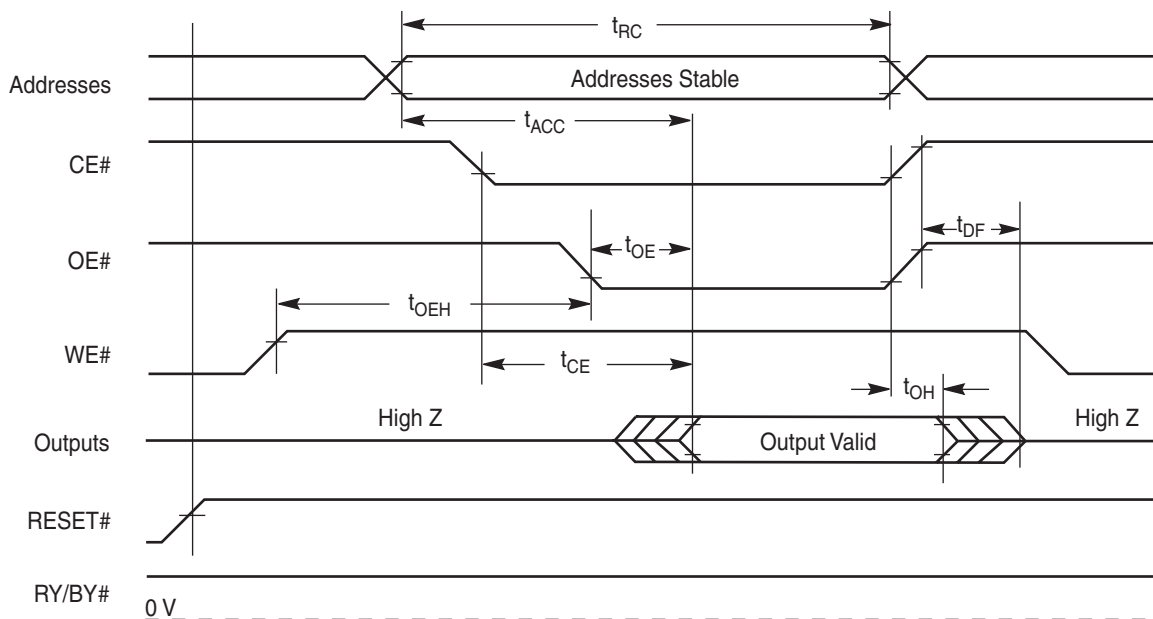 tRC
Addresses
Addresses Stable
tACC
CE#
tOE
tDF
OE#
tOEH
WE#
tCE
tOH
High Z
High Z
Outputs
Output Valid
RESET#
RY/BY#
0 V